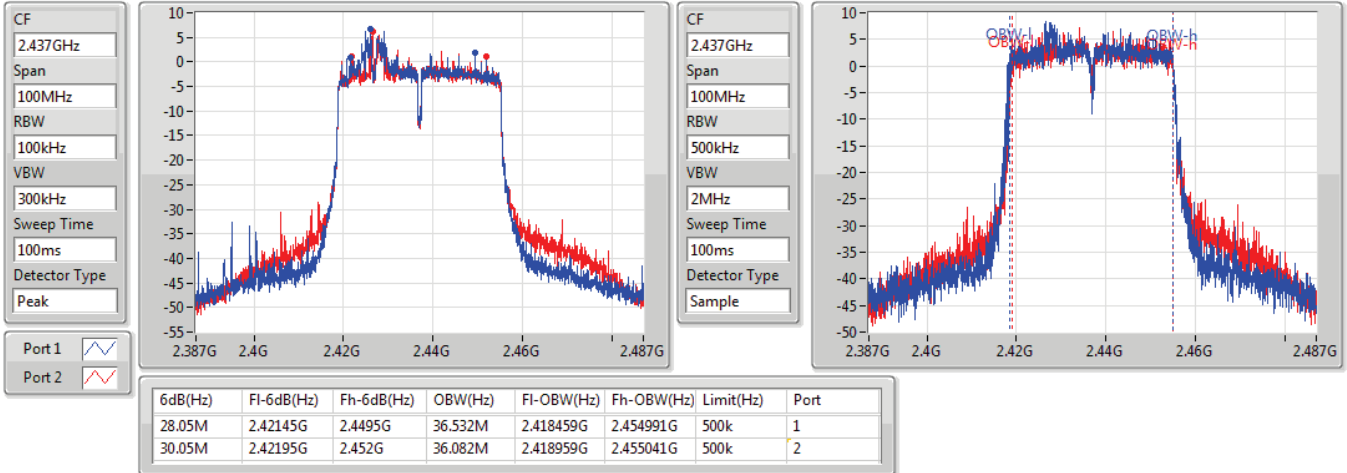 CF
2.437GHz
Span
100MHz
RBW
100kHz
VBW
300kHz
Sweep Time
100ms
Detector Type
Peak
Port 1
Port 2
10
5
0
-5
-10
-15
-20
-25
-30
-35
-40
-45
-50
-55
2.387G 2.4G 2.42G 2.44G 2.46G 2.487G
CF
2.437GHz
Span
100MHz
RBW
500kHz
VBW
2MHz
Sweep Time
100ms
Detector Type
Sample
10
5
0
-5
-10
-15
-20
-25
-30
-35
-40
-45
-50
OBW-l OBW-h
OBW-l OBW-h
2.387G 2.4G 2.42G 2.44G 2.46G 2.487G
6dB(Hz) Fl-6dB(Hz) Fh-6dB(Hz) OBW(Hz) Fl-OBW(Hz) Fh-OBW(Hz) Limit(Hz) Port
28.05M 2.42145G 2.4495G 36.532M 2.418459G 2.454991G 500k 1
30.05M 2.42195G 2.452G 36.082M 2.418959G 2.455041G 500k 2